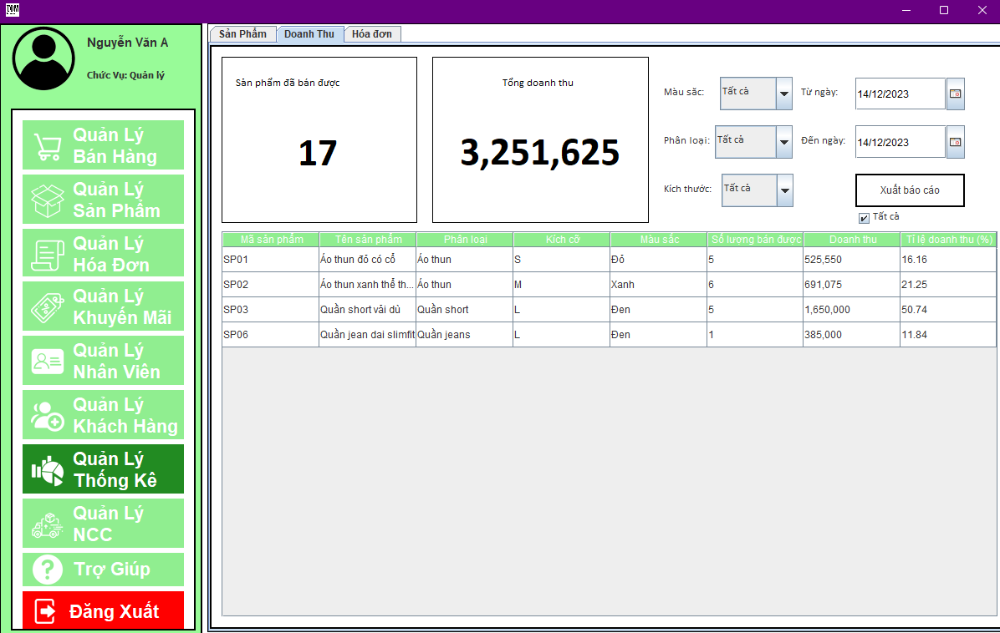 TOM
Nguyễn Văn A
Chức Vụ: Quản lý
Quản Lý
Bán Hàng
Quản Lý
Sản Phẩm
Quản Lý
Hóa Đơn
Quản Lý
Khuyến Mãi
Quản Lý
Nhân Viên
Quản Lý
Khách Hàng
Quản Lý
Thống Kê
Quản Lý
NCC
Trợ Giúp
Đăng Xuất
Sản Phẩm Doanh Thu Hóa đơn
Sản phẩm đã bán được
17
Tổng doanh thu
3,251,625
Màu sắc: Tất cả Từ ngày: 14/12/2023
Phân loại: Tất cả Đến ngày: 14/12/2023
Kích thước: Tất cả Xuất báo cáo
Tất cả
Mã sản phẩm Tên sản phẩm Phân loại Kích cỡ Màu sắc Số lượng bán được Doanh thu Tỉ lệ doanh thu (%)
SP01 Áo thun đỏ có cổ Áo thun S Đỏ 5 525,550 16.16
SP02 Áo thun xanh thể th... Áo thun M Xanh 6 691,075 21.25
SP03 Quần short vải dù Quần short L Đen 5 1,650,000 50.74
SP06 Quần jean dai slimfit Quần jeans L Đen 1 385,000 11.84